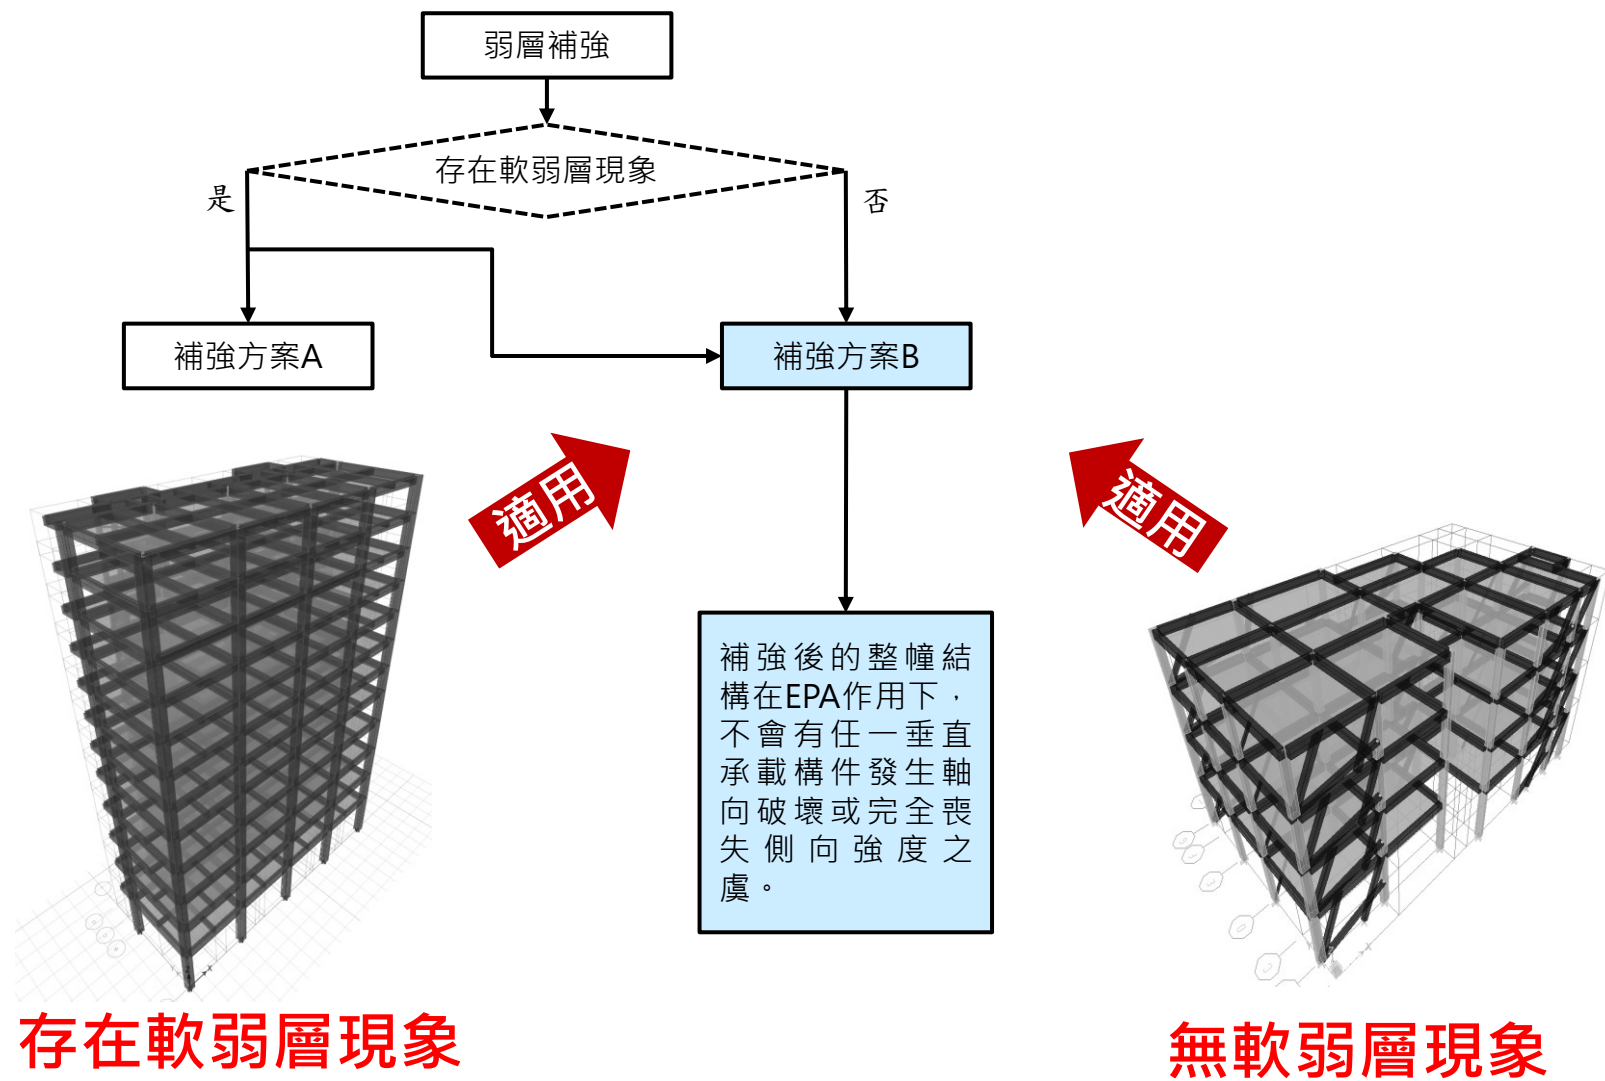 弱層補強
存在軟弱層現象
是
否
補強方案A
補強方案B
適用
適用
補強後的整幢結
構在EPA作用下，
不會有任一垂直
承載構件發生軸
向破壞或完全喪
失側向強度之
虞。
存在軟弱層現象
無軟弱層現象